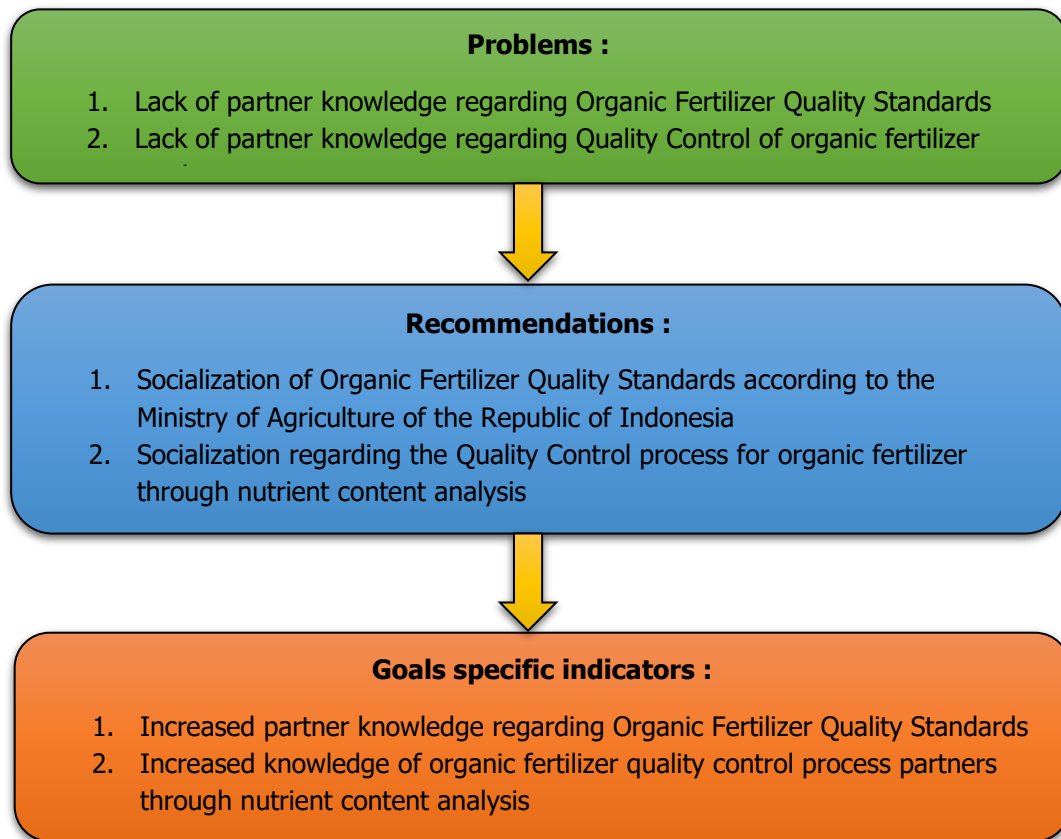 Problems :
1. Lack of partner knowledge regarding Organic Fertilizer Quality Standards
2. Lack of partner knowledge regarding Quality Control of organic fertilizer
Recommendations :
1. Socialization of Organic Fertilizer Quality Standards according to the
Ministry of Agriculture of the Republic of Indonesia
2. Socialization regarding the Quality Control process for organic fertilizer
through nutrient content analysis
Goals specific indicators :
1. Increased partner knowledge regarding Organic Fertilizer Quality Standards
2. Increased knowledge of organic fertilizer quality control process partners
through nutrient content analysis